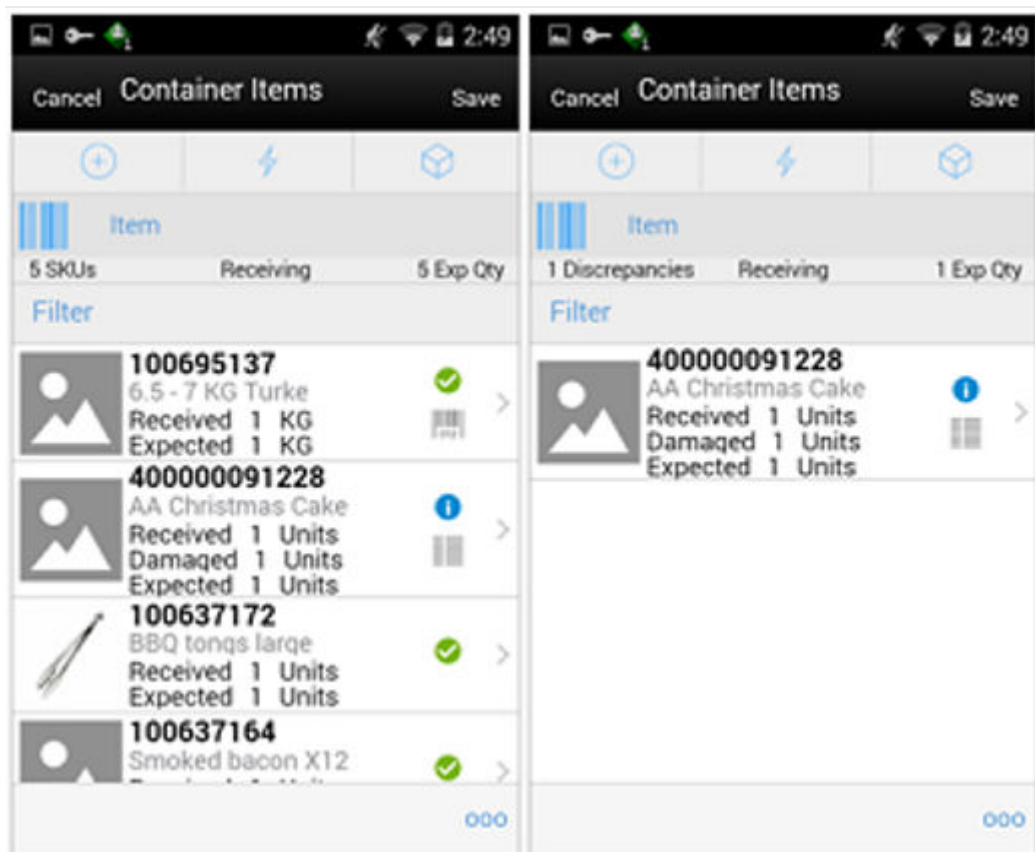 2:49
Cancel Container Items Save
Item
5 SKUs Receiving 5 Exp Qty
Filter
100695137
6.5 - 7 KG Turke
Received 1 KG
Expected 1 KG
400000091228
AA Christmas Cake
Received 1 Units
Damaged 1 Units
Expected 1 Units
100637172
BBQ tongs large
Received 1 Units
Expected 1 Units
100637164
Smoked bacon X12
2:49
Cancel Container Items Save
Item
1 Discrepancies Receiving 1 Exp Qty
Filter
400000091228
AA Christmas Cake
Received 1 Units
Damaged 1 Units
Expected 1 Units